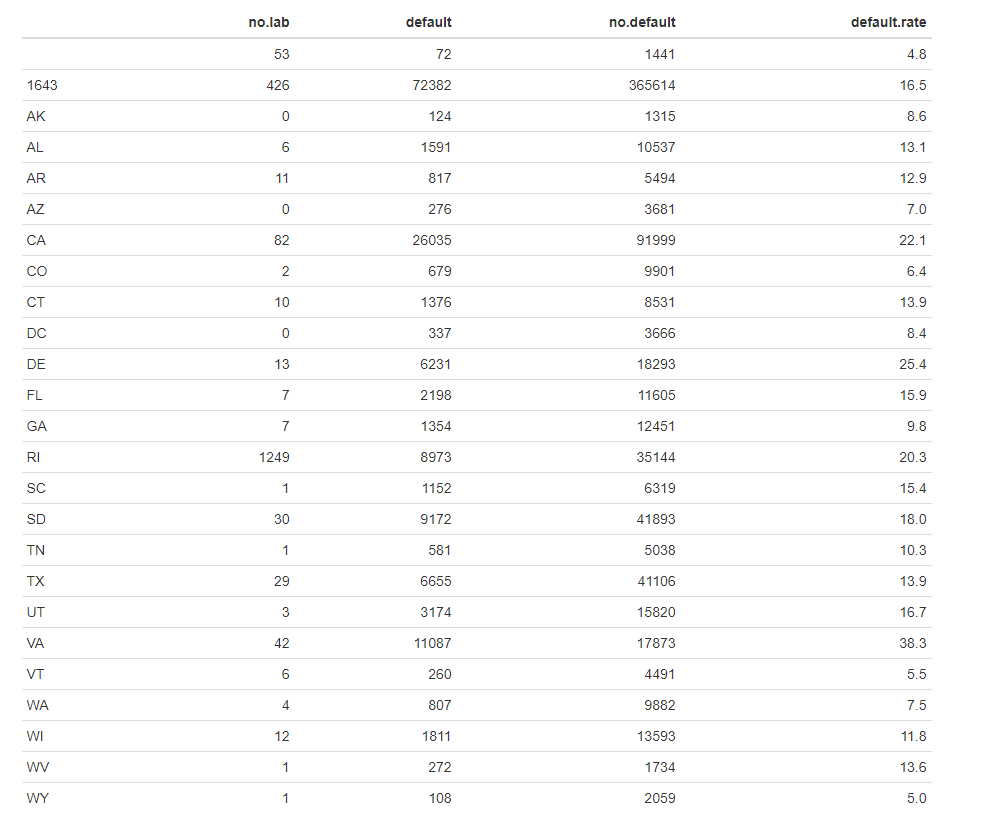 no.lab default no.default default.rate
53 72 1441 4.8
1643 426 72382 365614 16.5
AK 0 124 1315 8.6
AL 6 1591 10537 13.1
AR 11 817 5494 12.9
AZ 0 276 3681 7.0
CA 82 26035 91999 22.1
CO 2 679 9901 6.4
CT 10 1376 8531 13.9
DC 0 337 3666 8.4
DE 13 6231 18293 25.4
FL 7 2198 11605 15.9
GA 7 1354 12451 9.8
RI 1249 8973 35144 20.3
SC 1 1152 6319 15.4
SD 30 9172 41893 18.0
TN 1 581 5038 10.3
TX 29 6655 41106 13.9
UT 3 3174 15820 16.7
VA 42 11087 17873 38.3
VT 6 260 4491 5.5
WA 4 807 9882 7.5
WI 12 1811 13593 11.8
WV 1 272 1734 13.6
WY 1 108 2059 5.0